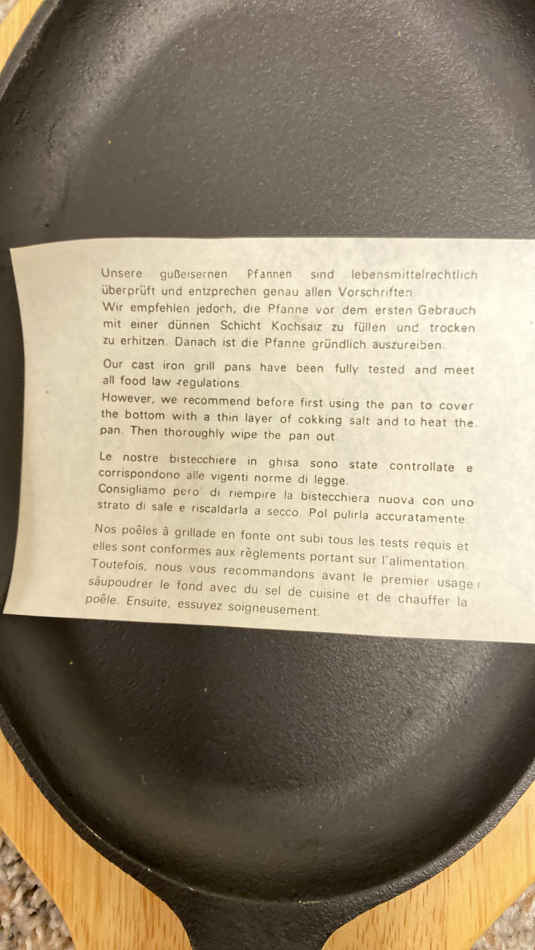 Unsere gußeisernen Pfannen sind lebensmittelrechtlich
überprüft und entzprechen genau allen Vorschriften.
Wir empfehlen jedoch, die Pfanne vor dem ersten Gebrauch
mit einer dünnen Schicht Kochsalz zu füllen und trocken
zu erhitzen. Danach ist die Pfanne gründlich auszureiben.
Our cast iron grill pans have been fully tested and meet
all food law regulations.
However, we recommend before first using the pan to cover
the bottom with a thin layer of cokking salt and to heat the
pan. Then thoroughly wipe the pan out.
Le nostre bistecchiere in ghisa sono state controllate e
corrispondono alle vigenti norme di legge.
Consigliamo pero' di riempire la bistecchiera nuova con uno
strato di sale e riscaldarla a secco. Poi pulirla accuratamente.
Nos poêles à grillade en fonte ont subi tous les tests requis et
elles sont conformes aux règlements portant sur l'alimentation.
Toutefois, nous vous recommandons avant le premier usage
sáupoudrer le fond avec du sel de cuisine et de chauffer la
poêle. Ensuite, essuyez soigneusement.